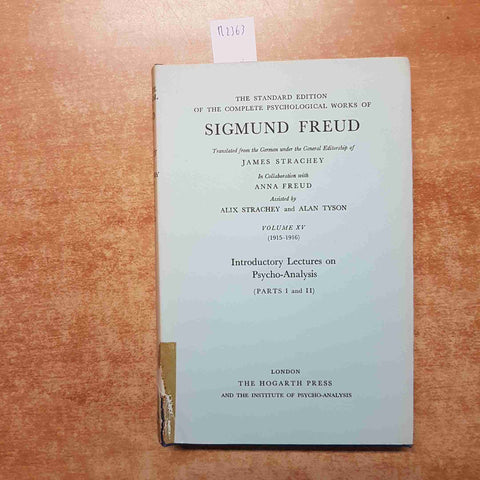 n2363
THE STANDARD EDITION
OF THE COMPLETE PSYCHOLOGICAL WORKS OF
SIGMUND FREUD
Translated from the German under the General Editorship of
JAMES STRACHEY
In Collaboration with
ANNA FREUD
Assisted by
ALIX STRACHEY and ALAN TYSON
VOLUME XV
(1915-1916)
Introductory Lectures on
Psycho-Analysis
(PARTS I and II)
LONDON
THE HOGARTH PRESS
AND THE INSTITUTE OF PSYCHO-ANALYSIS